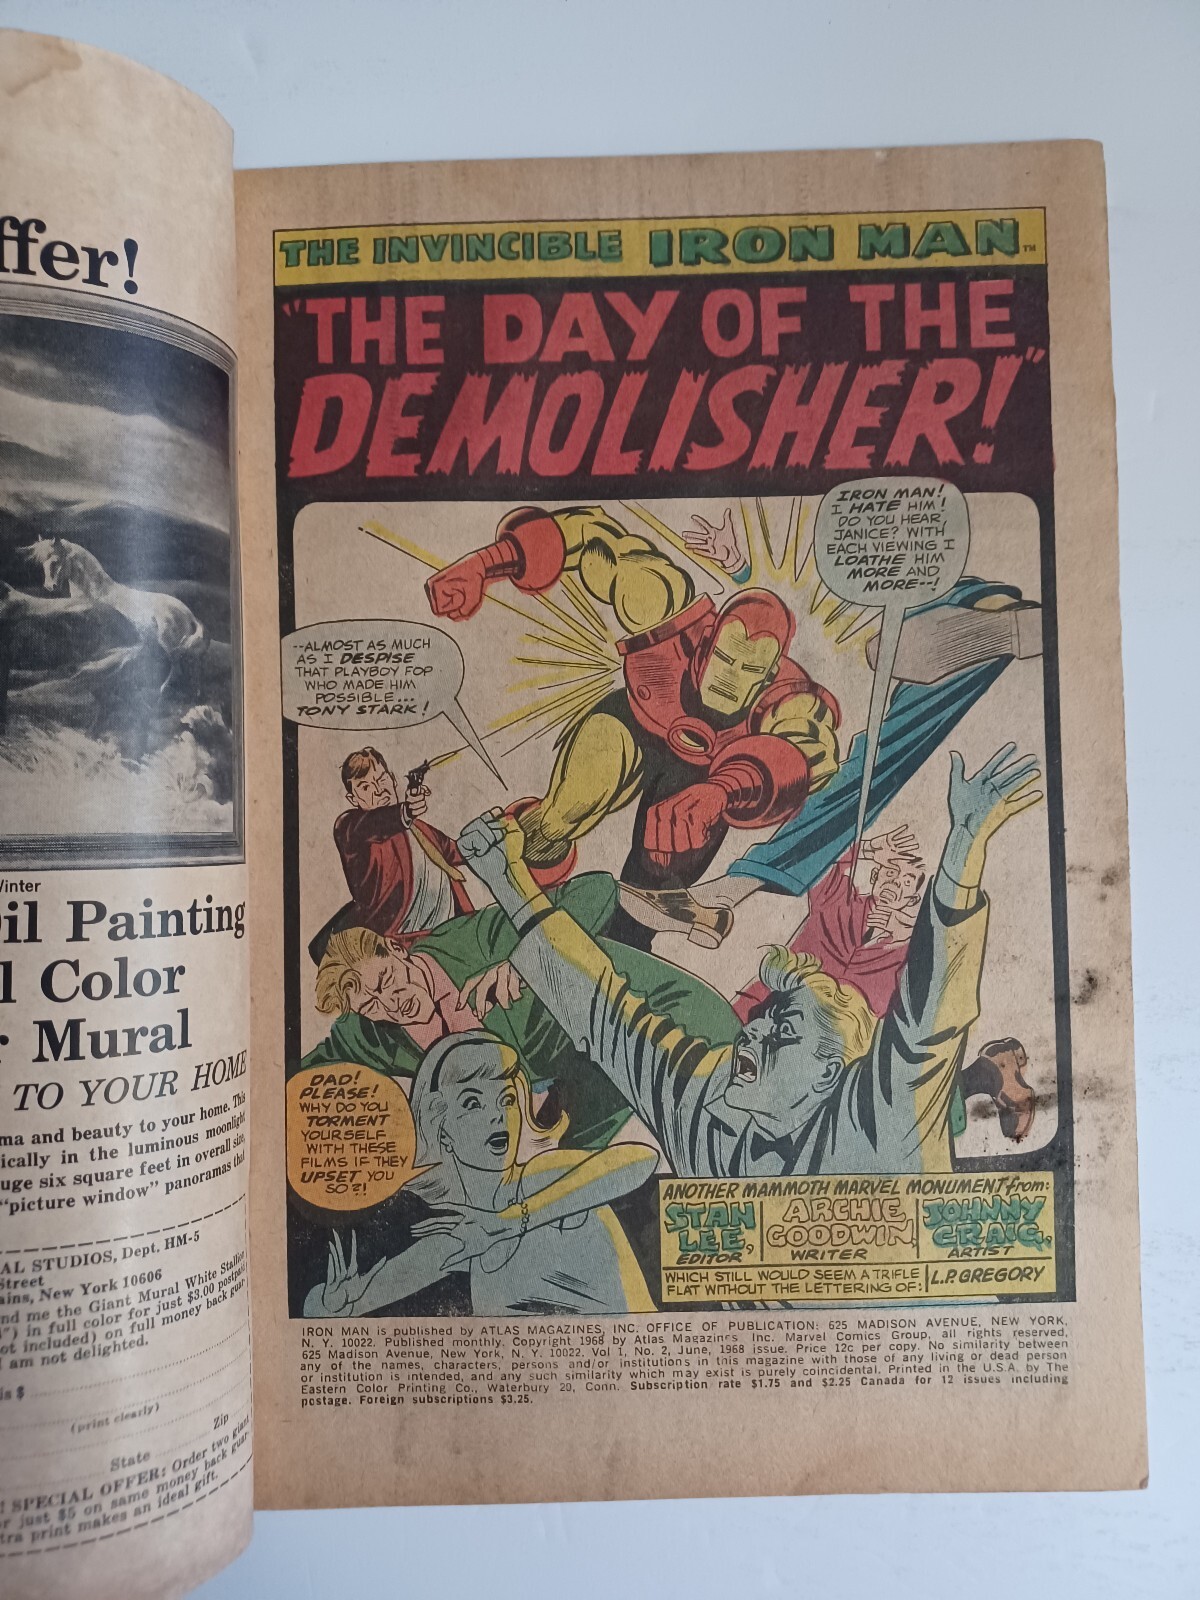 ffer!
Winter
Oil Painting
l Color
r Mural
TO YOUR HOME
ma and beauty to your home. This
ically in the luminous moonlight
uge six square feet in overall size,
"picture window" panoramas that
AL STUDIOS, Dept. HM-5
Street
ains, New York 10606
nd me the Giant Mural White Stallion
") in full color for just $3.00 postpaid
ot included) on full money back guar
I am not delighted.
is $
(print clearly)
Zip
State
! SPECIAL OFFER: Order two giant
r just $5 on same money back guar-
tra print makes an ideal gift.
THE INVINCIBLE IRON MAN™
"THE DAY OF THE
DEMOLISHER!"
IRON MAN!
I HATE HIM!
DO YOU HEAR,
JANICE? WITH
EACH VIEWING I
LOATHE HIM
MORE AND
MORE--!
--ALMOST AS MUCH
AS I DESPISE
THAT PLAYBOY FOP
WHO MADE HIM
POSSIBLE...
TONY STARK!
DAD!
PLEASE!
WHY DO YOU
TORMENT
YOURSELF
WITH THESE
FILMS IF THEY
UPSET YOU
SO?!
ANOTHER MAMMOTH MARVEL MONUMENT from:
STAN LEE, EDITOR
ARCHIE GOODWIN, WRITER
JOHNNY CRAIG, ARTIST
WHICH STILL WOULD SEEM A TRIFLE
FLAT WITHOUT THE LETTERING OF:
L.P. GREGORY
IRON MAN is published by ATLAS MAGAZINES, INC. OFFICE OF PUBLICATION: 625 MADISON AVENUE, NEW YORK,
N. Y. 10022. Published monthly. Copyright 1968 by Atlas Magazines Inc. Marvel Comics Group, all rights reserved,
625 Madison Avenue, New York, N. Y. 10022. Vol 1, No. 2, June, 1968 issue. Price 12c per copy. No similarity between
any of the names, characters, persons and/or institutions in this magazine with those of any living or dead person
or institution is intended, and any such similarity which may exist is purely coincidental. Printed in the U.S.A. by The
Eastern Color Printing Co., Waterbury 20, Conn. Subscription rate $1.75 and $2.25 Canada for 12 issues including
postage. Foreign subscriptions $3.25.